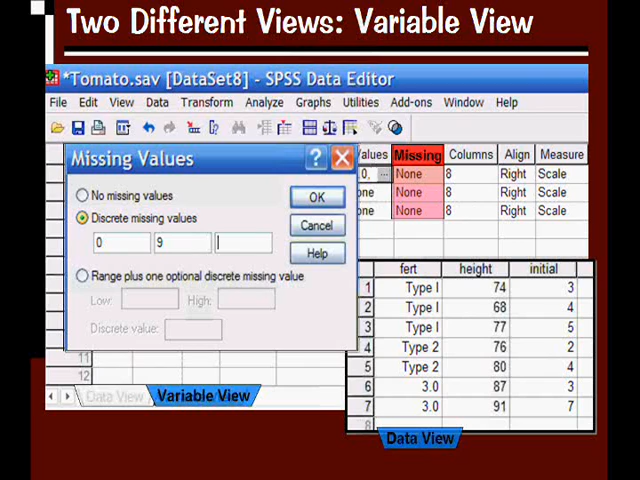 Two Different Views: Variable View
*Tomato.sav [DataSet8] - SPSS Data Editor
File Edit View Data Transform Analyze Graphs Utilities Add-ons Window Help
Missing Values
No missing values
Discrete missing values
0 9
Range plus one optional discrete missing value
Low: High:
Discrete value:
OK
Cancel
Help
Values Missing Columns Align Measure
0, ... None 8 Right Scale
one None 8 Right Scale
one None 8 Right Scale
fert height initial
1 Type I 74 3
2 Type I 68 4
3 Type I 77 5
4 Type 2 76 2
5 Type 2 80 4
6 3.0 87 3
7 3.0 91 7
8
11
12
Data View Variable View
Data View